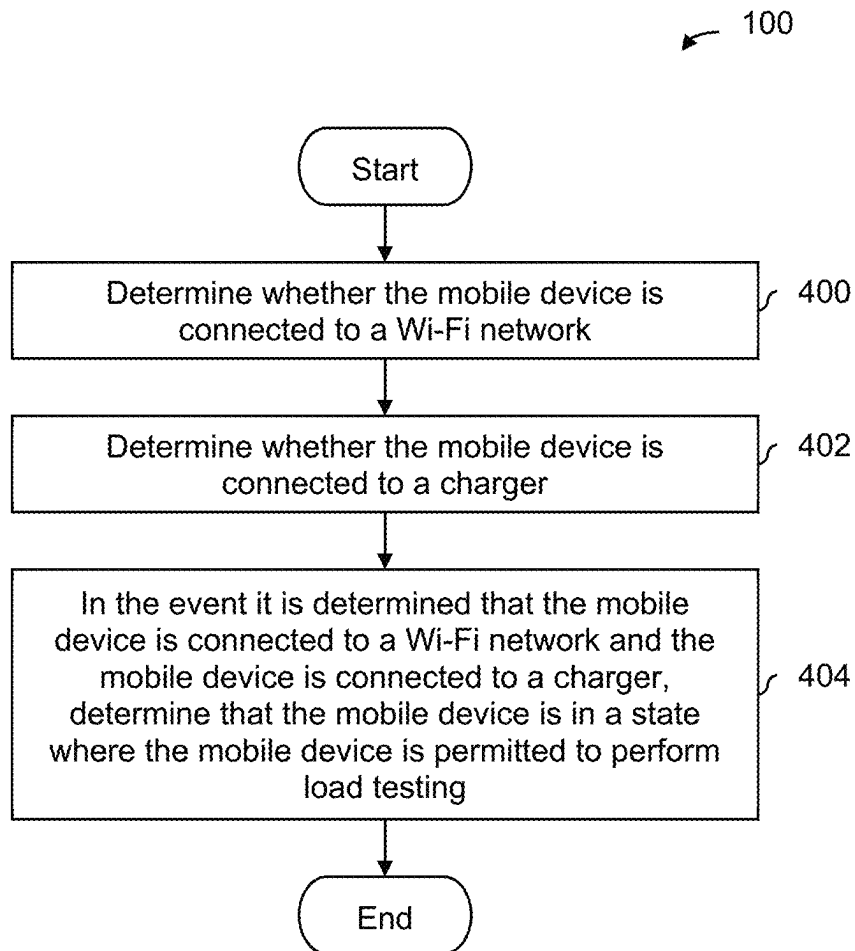 100
Start
Determine whether the mobile device is
connected to a Wi-Fi network
400
Determine whether the mobile device is
connected to a charger
402
In the event it is determined that the mobile
device is connected to a Wi-Fi network and the
mobile device is connected to a charger,
determine that the mobile device is in a state
where the mobile device is permitted to perform
load testing
404
End